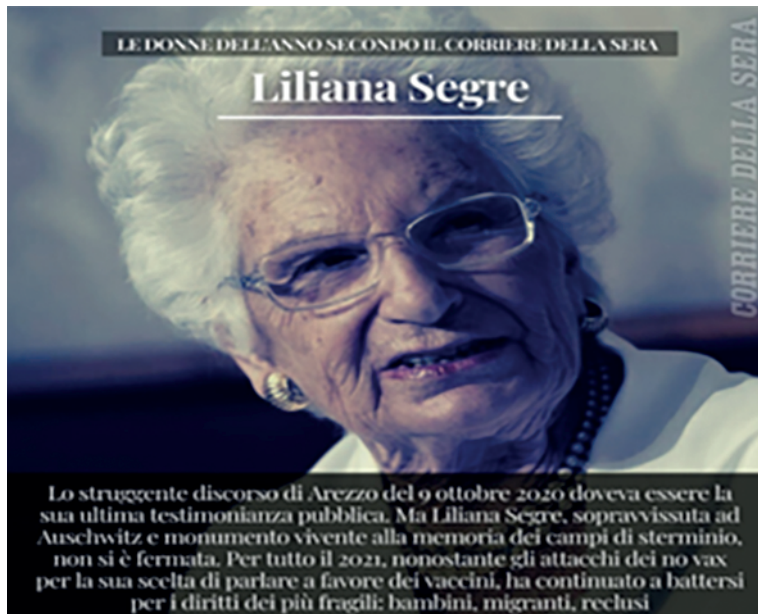 LE DONNE DELL'ANNO SECONDO IL CORRIERE DELLA SERA
Liliana Segre
CORRIERE DELLA SERA
Lo struggente discorso di Arezzo del 9 ottobre 2020 doveva essere la
sua ultima testimonianza pubblica. Ma Liliana Segre, sopravvissuta ad
Auschwitz e monumento vivente alla memoria dei campi di sterminio,
non si è fermata. Per tutto il 2021, nonostante gli attacchi dei no vax
per la sua scelta di parlare a favore dei vaccini, ha continuato a battersi
per i diritti dei più fragili: bambini, migranti, reclusi